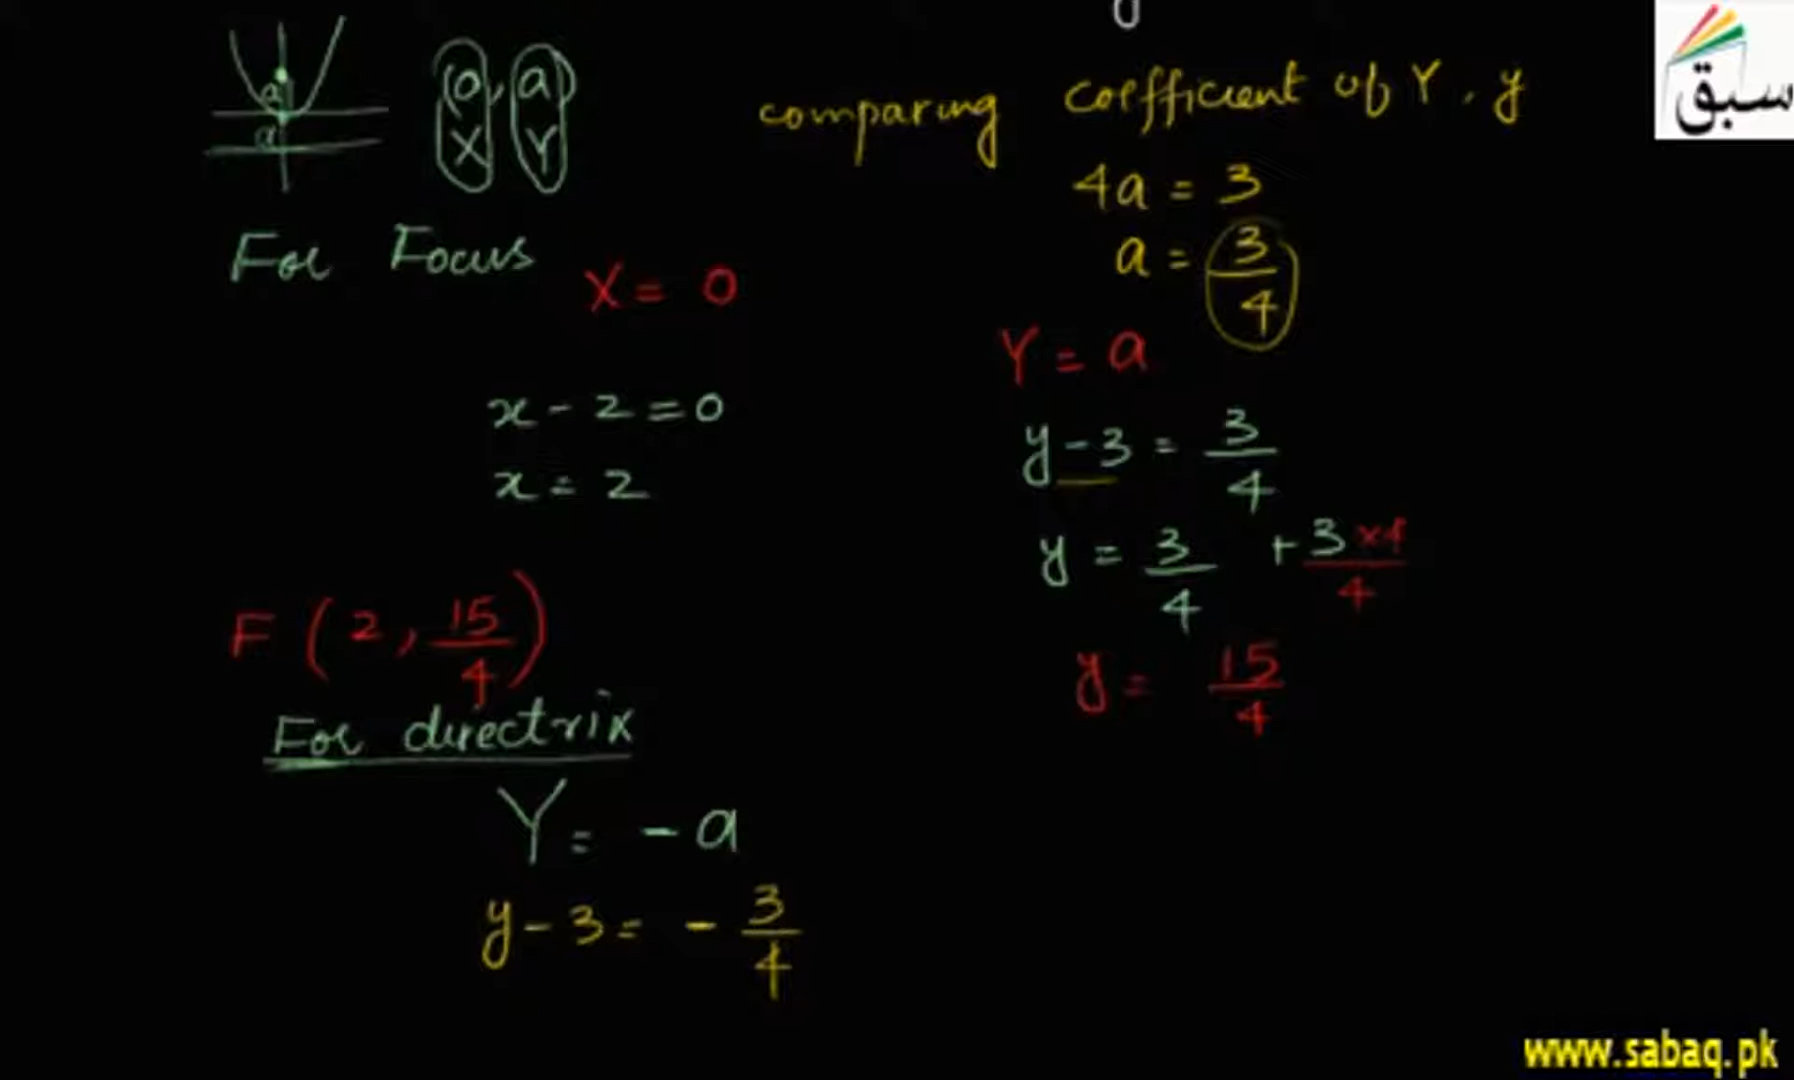 a
a
(0, a)
X Y
comparing coefficient of Y, y
4a = 3
a = 3/4
For Focus
X = 0
x - 2 = 0
x = 2
Y = a
y - 3 = 3/4
y = 3/4 + 3×4/4
y = 15/4
F (2, 15/4)
For directrix
Y = - a
y - 3 = - 3/4
سبق
www.sabaq.pk